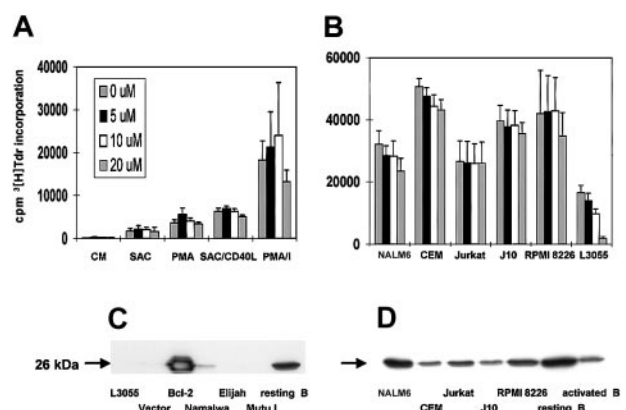 A
B
cpm ³[H]Tdr incorporation
40000
30000
20000
10000
0
0 uM
5 uM
10 uM
20 uM
CM SAC PMA SAC/CD40L PMA/I
60000
40000
20000
0
NALM6 CEM Jurkat J10 RPMI 8226 L3055
C
D
26 kDa
L3055 Bcl-2 Elijah resting B
Vector Namalwa Mutu I
NALM6 Jurkat RPMI 8226 activated B
CEM J10 resting B